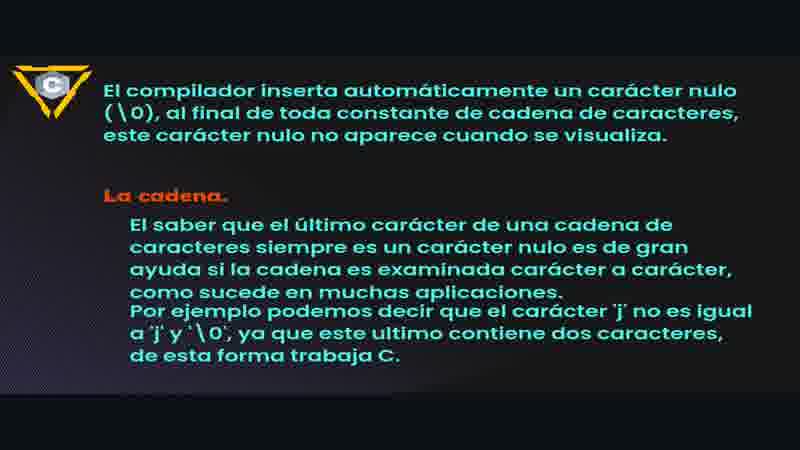 C
El compilador inserta automáticamente un carácter nulo
(\0), al final de toda constante de cadena de caracteres,
este carácter nulo no aparece cuando se visualiza.
La cadena.
El saber que el último carácter de una cadena de
caracteres siempre es un carácter nulo es de gran
ayuda si la cadena es examinada carácter a carácter,
como sucede en muchas aplicaciones.
Por ejemplo podemos decir que el carácter 'j' no es igual
a 'j' y '\0', ya que este ultimo contiene dos caracteres,
de esta forma trabaja C.